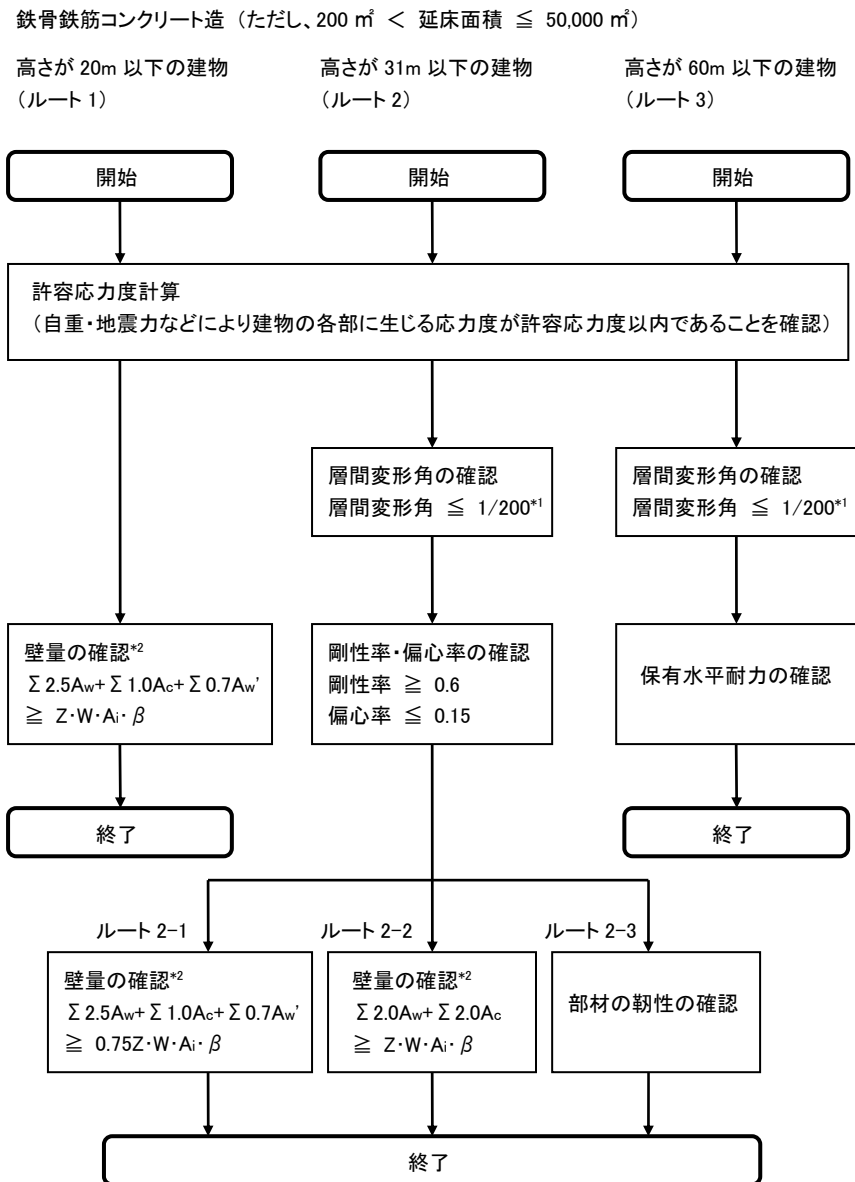 鉄骨鉄筋コンクリート造（ただし、200 ㎡ ＜ 延床面積 ≦ 50,000 ㎡）
高さが 20m 以下の建物
（ルート 1）
高さが 31m 以下の建物
（ルート 2）
高さが 60m 以下の建物
（ルート 3）
開始
開始
開始
許容応力度計算
（自重・地震力などにより建物の各部に生じる応力度が許容応力度以内であることを確認）
層間変形角の確認
層間変形角 ≦ 1/200*1
層間変形角の確認
層間変形角 ≦ 1/200*1
壁量の確認*2
Σ2.5Aw+Σ1.0Ac+Σ0.7Aw'
≧ Z・W・Ai・β
剛性率・偏心率の確認
剛性率 ≧ 0.6
偏心率 ≦ 0.15
保有水平耐力の確認
終了
終了
ルート 2-1
ルート 2-2
ルート 2-3
壁量の確認*2
Σ2.5Aw+Σ1.0Ac+Σ0.7Aw'
≧ 0.75Z・W・Ai・β
壁量の確認*2
Σ2.0Aw+Σ2.0Ac
≧ Z・W・Ai・β
部材の靭性の確認
終了